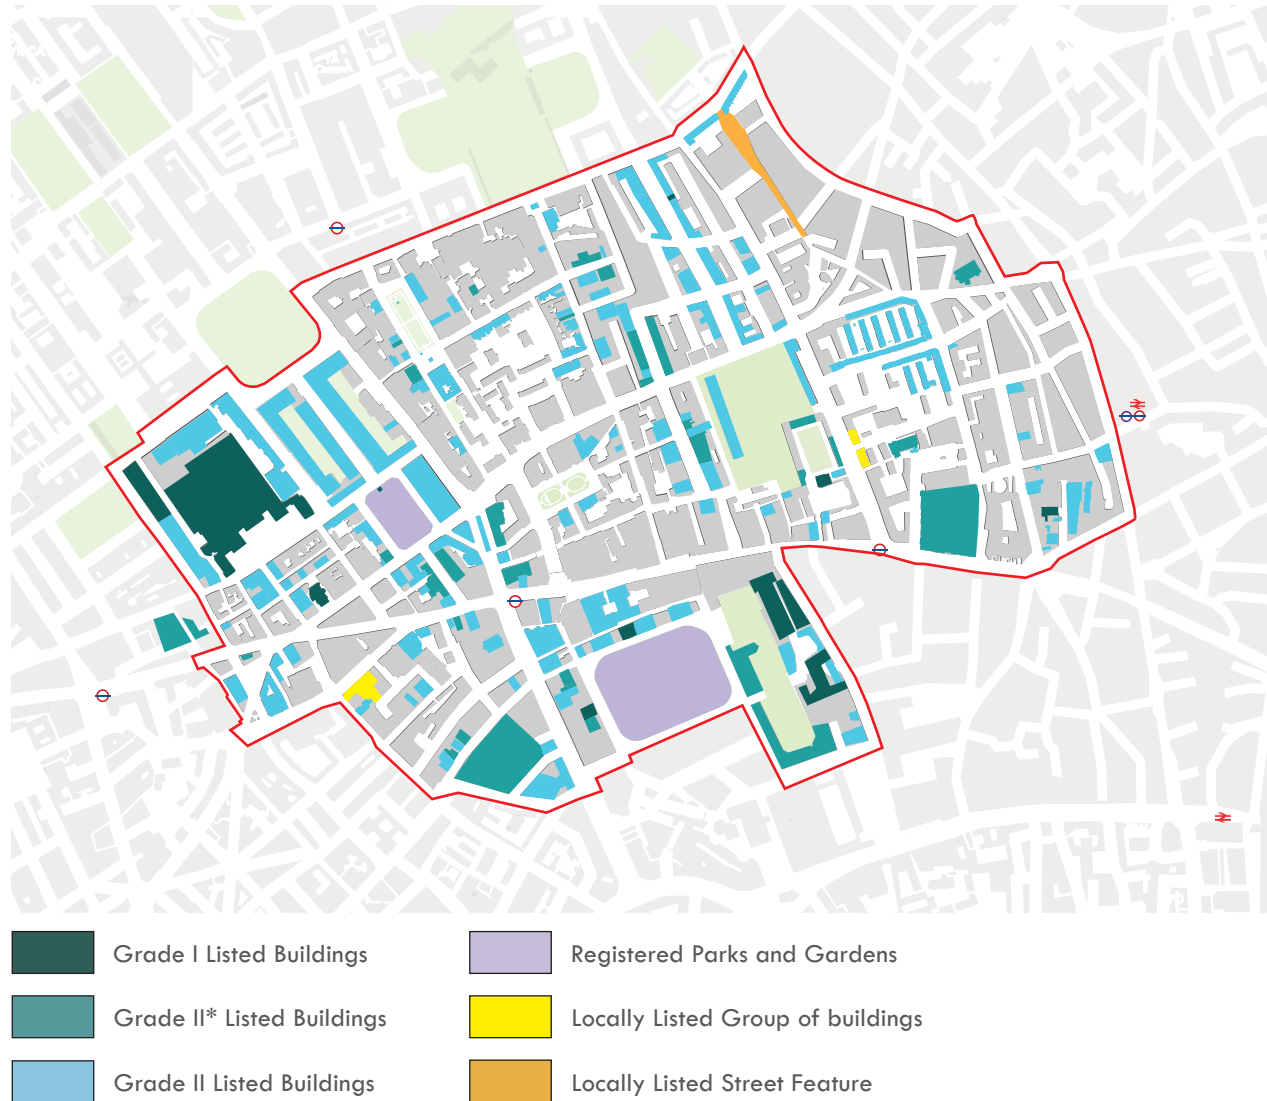 Grade I Listed Buildings
Registered Parks and Gardens
Grade II* Listed Buildings
Locally Listed Group of buildings
Grade II Listed Buildings
Locally Listed Street Feature